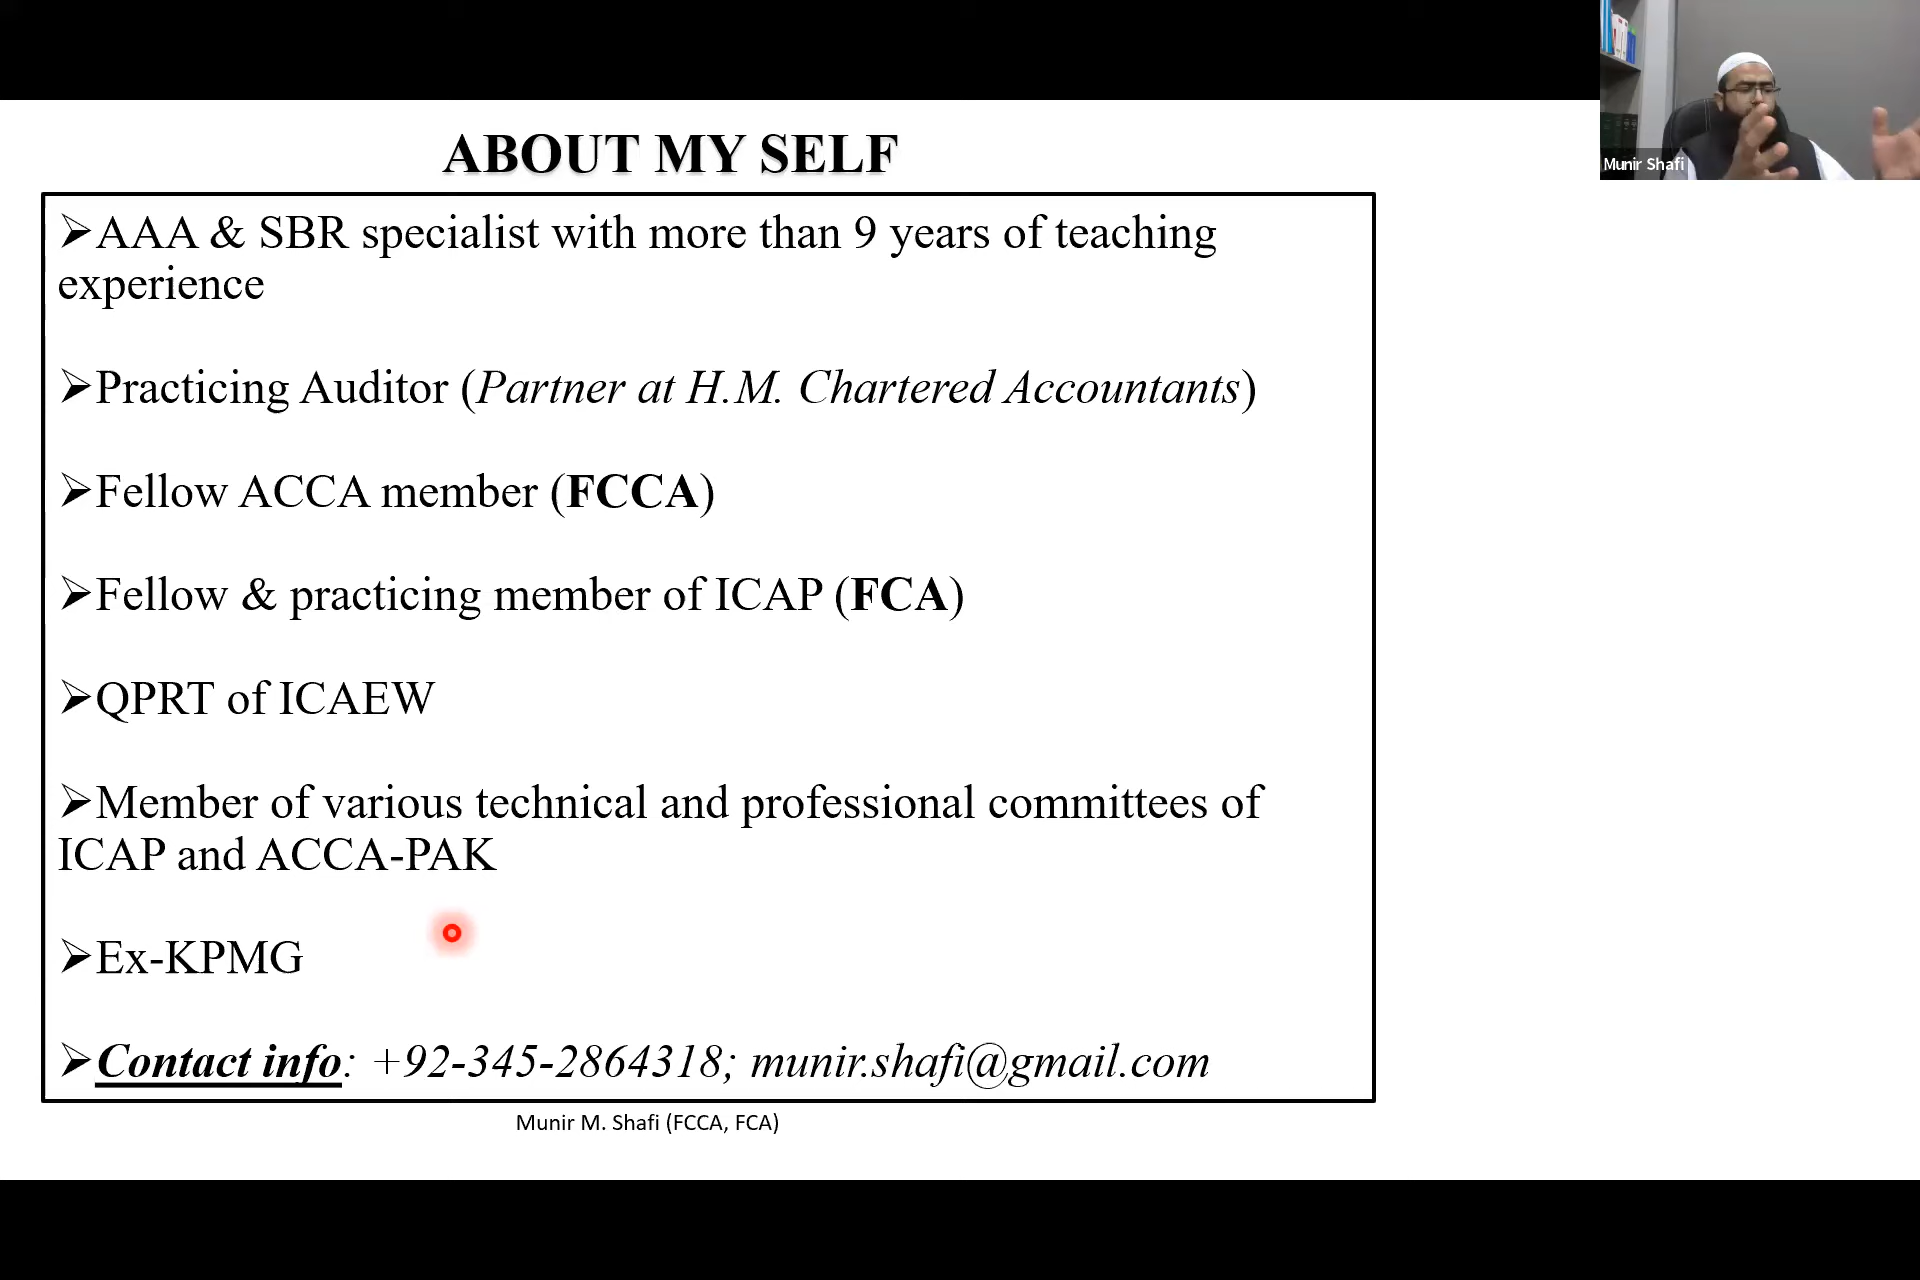 ABOUT MY SELF
Munir Shafi
➢AAA & SBR specialist with more than 9 years of teaching
experience
➢Practicing Auditor (Partner at H.M. Chartered Accountants)
➢Fellow ACCA member (FCCA)
➢Fellow & practicing member of ICAP (FCA)
➢QPRT of ICAEW
➢Member of various technical and professional committees of
ICAP and ACCA-PAK
➢Ex-KPMG
➢Contact info: +92-345-2864318; munir.shafi@gmail.com
Munir M. Shafi (FCCA, FCA)